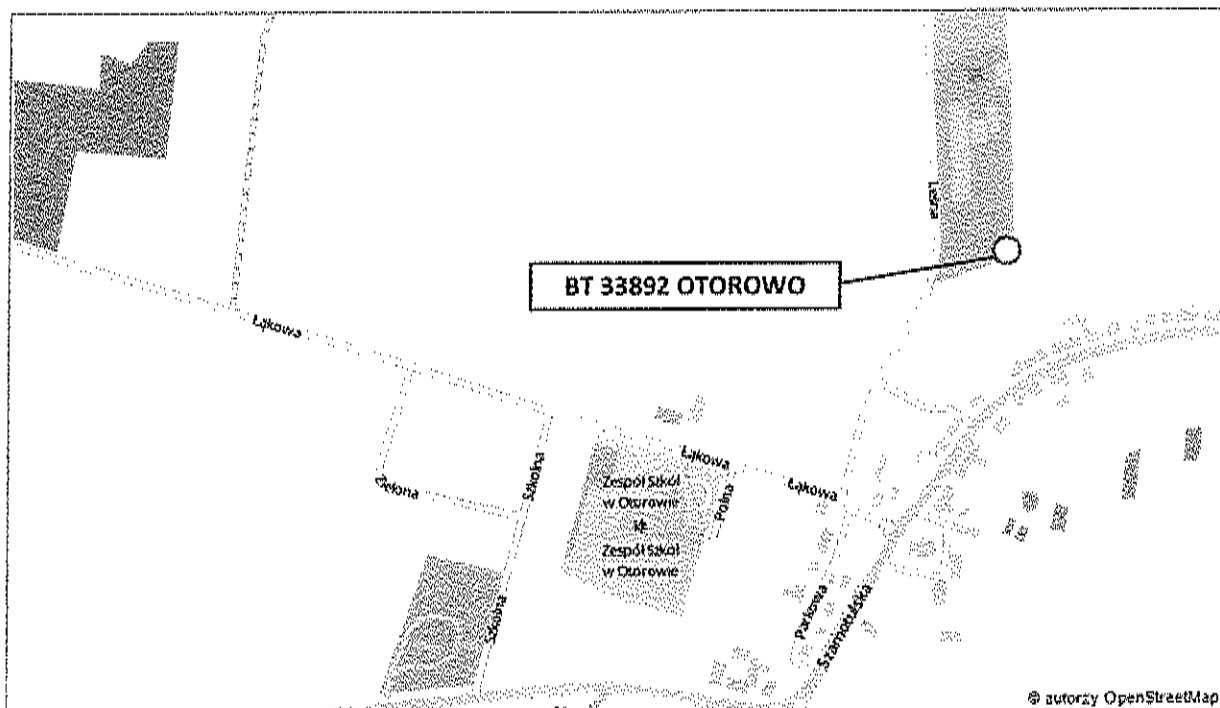 Leśna
BT 33892 OTOROWO
Łąkowa
Łąkowa
Łąkowa
Szkolna
Zielona
Zespół Szkół
w Otorowie
Zespół Szkół
w Otorowie
Polna
Szkolna
Parkowa
Szamotulska
© autorzy OpenStreetMap